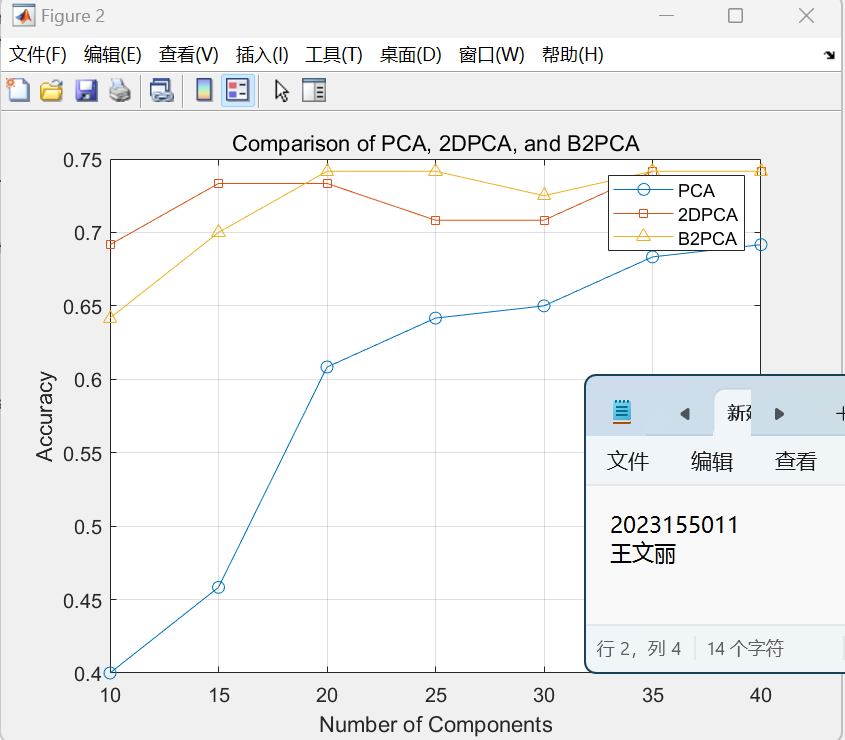 Figure 2
文件(F) 编辑(E) 查看(V) 插入(I) 工具(T) 桌面(D) 窗口(W) 帮助(H)
Comparison of PCA, 2DPCA, and B2PCA
0.75
0.7
0.65
0.6
0.55
0.5
0.45
0.4
Accuracy
PCA
2DPCA
B2PCA
10 15 20 25 30 35 40
Number of Components
新建
文件 编辑 查看
2023155011
王文丽
行 2，列 4 14 个字符